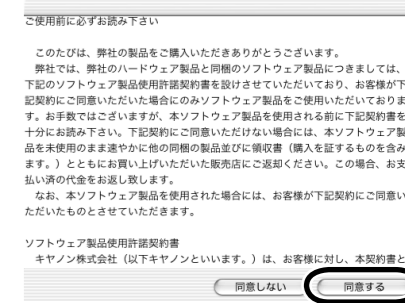 ご使用前に必ずお読み下さい
このたびは、弊社の製品をご購入いただきありがとうございます。
弊社では、弊社のハードウェア製品と同梱のソフトウェア製品につきましては、
下記のソフトウェア製品使用許諾契約書を設けさせていただいており、お客様が下
記契約にご同意いただいた場合にのみソフトウェア製品をご使用いただいておりま
す。お手数ではございますが、本ソフトウェア製品を使用される前に下記契約書を
十分にお読み下さい。下記契約にご同意いただけない場合には、本ソフトウェア製
品を未使用のまま速やかに他の同梱の製品並びに領収書（購入を証するものを含み
ます。）とともにお買い上げいただいた販売店にご返却ください。この場合、お支
払い済の代金をお返し致します。
なお、本ソフトウェア製品を使用された場合には、お客様が下記契約にご同意い
ただいたものとさせていただきます。
ソフトウェア製品使用許諾契約書
キヤノン株式会社（以下キヤノンといいます。）は、お客様に対し、本契約書と
同意しない
同意する